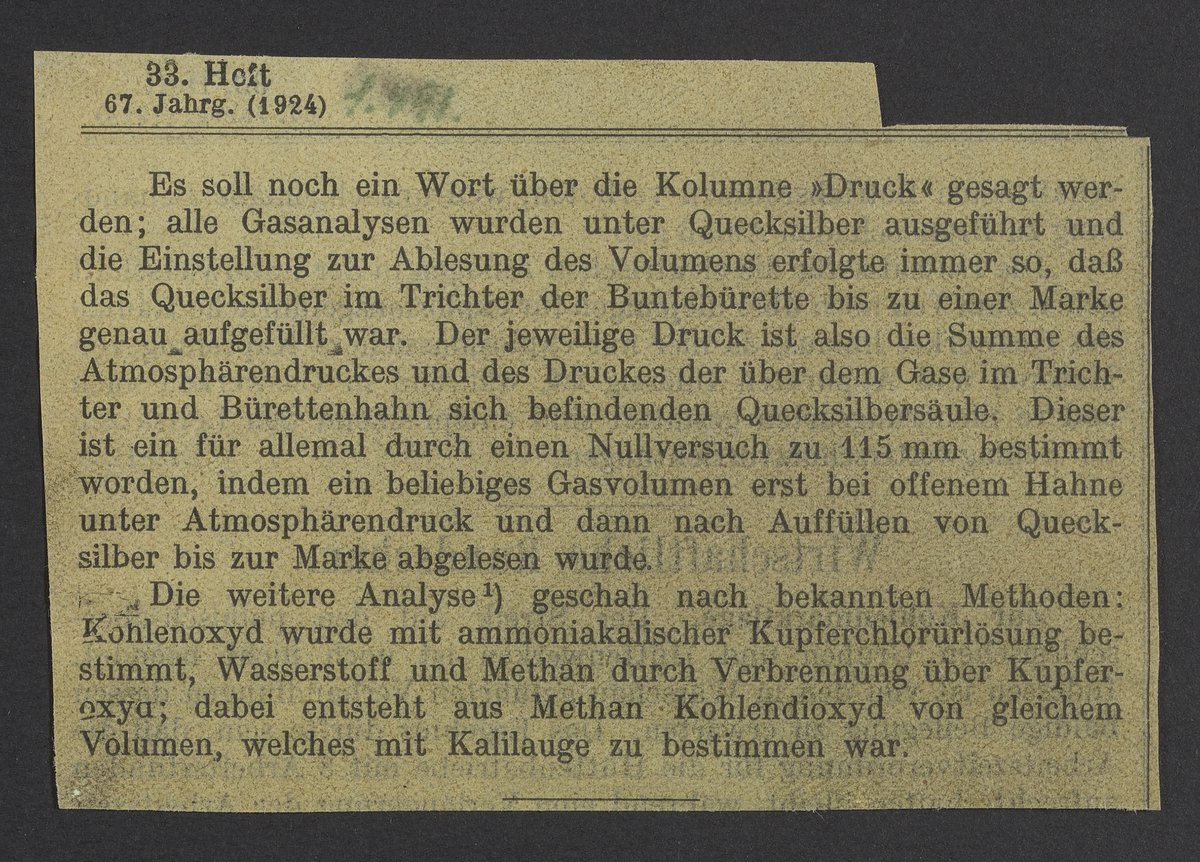 33. Heft
67. Jahrg. (1924)
Es soll noch ein Wort über die Kolumne »Druck« gesagt wer-
den; alle Gasanalysen wurden unter Quecksilber ausgeführt und
die Einstellung zur Ablesung des Volumens erfolgte immer so, daß
das Quecksilber im Trichter der Buntebürette bis zu einer Marke
genau aufgefüllt war. Der jeweilige Druck ist also die Summe des
Atmosphärendruckes und des Druckes der über dem Gase im Trich-
ter und Bürettenhahn sich befindenden Quecksilbersäule. Dieser
ist ein für allemal durch einen Nullversuch zu 115 mm bestimmt
worden, indem ein beliebiges Gasvolumen erst bei offenem Hahne
unter Atmosphärendruck und dann nach Auffüllen von Queck-
silber bis zur Marke abgelesen wurde.
Die weitere Analyse¹) geschah nach bekannten Methoden:
Kohlenoxyd wurde mit ammoniakalischer Kupferchlorürlösung be-
stimmt, Wasserstoff und Methan durch Verbrennung über Kupfer-
oxyd; dabei entsteht aus Methan Kohlendioxyd von gleichem
Volumen, welches mit Kalilauge zu bestimmen war.